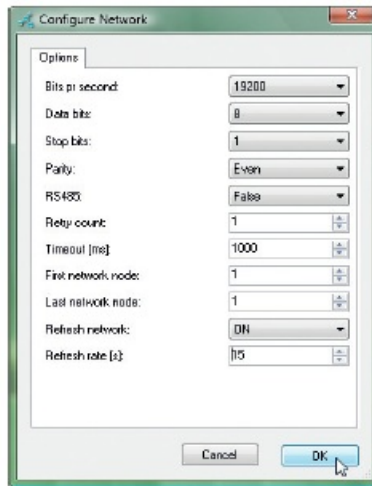 Configure Network
Options
Bits pr second: 19200
Data bits: 8
Stop bits: 1
Parity: Even
RS485: False
Retry count: 1
Timeout [ms]: 1000
First network node: 1
Last network node: 1
Refresh network: ON
Refresh rate [s]: 15
Cancel OK